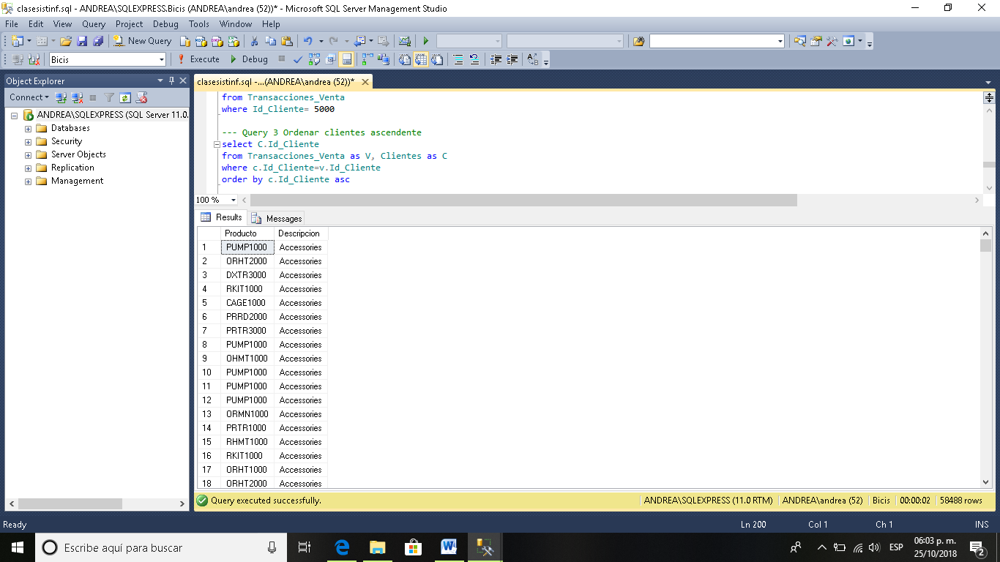 clasesistinf.sql - ANDREA\SQLEXPRESS.Bicis (ANDREA\andrea (52))* - Microsoft SQL Server Management Studio
File Edit View Query Project Debug Tools Window Help
New Query
Bicis Execute Debug
Object Explorer
Connect
ANDREA\SQLEXPRESS (SQL Server 11.0.
Databases
Security
Server Objects
Replication
Management
clasesistinf.sql -...(ANDREA\andrea (52))*
from Transacciones_Venta
where Id_Cliente= 5000
--- Query 3 Ordenar clientes ascendente
select C.Id_Cliente
from Transacciones_Venta as V, Clientes as C
where c.Id_Cliente=v.Id_Cliente
order by c.Id_Cliente asc
100 %
Results Messages
Producto Descripcion
1 PUMP1000 Accessories
2 ORHT2000 Accessories
3 DXTR3000 Accessories
4 RKIT1000 Accessories
5 CAGE1000 Accessories
6 PRRD2000 Accessories
7 PRTR3000 Accessories
8 PUMP1000 Accessories
9 OHMT1000 Accessories
10 PUMP1000 Accessories
11 PUMP1000 Accessories
12 PUMP1000 Accessories
13 ORMN1000 Accessories
14 PRTR1000 Accessories
15 RHMT1000 Accessories
16 RKIT1000 Accessories
17 ORHT1000 Accessories
18 ORHT2000 Accessories
Query executed successfully. ANDREA\SQLEXPRESS (11.0 RTM) ANDREA\andrea (52) Bicis 00:00:02 58488 rows
Ready Ln 200 Col 1 Ch 1 INS
Escribe aquí para buscar
ESP
06:03 p. m.
25/10/2018
2